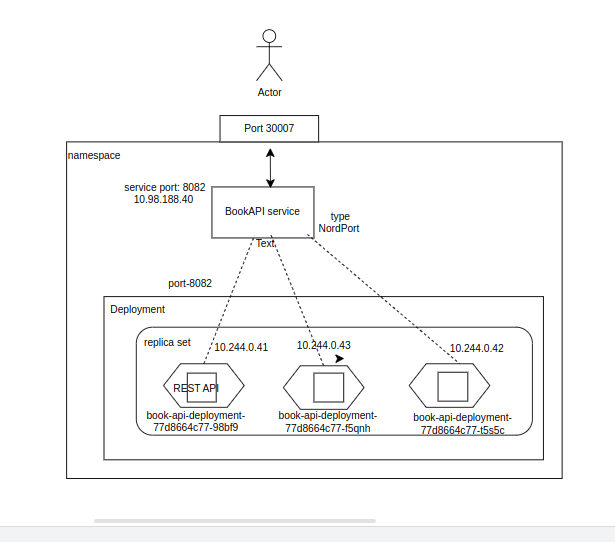 Actor
Port 30007
namespace
service port: 8082
10.98.188.40
BookAPI service
type
NordPort
Text
port-8082
Deployment
replica set
10.244.0.41
10.244.0.43
10.244.0.42
REST API
book-api-deployment-
77d8664c77-98bf9
book-api-deployment-
77d8664c77-f5qnh
book-api-deployment-
77d8664c77-t5s5c